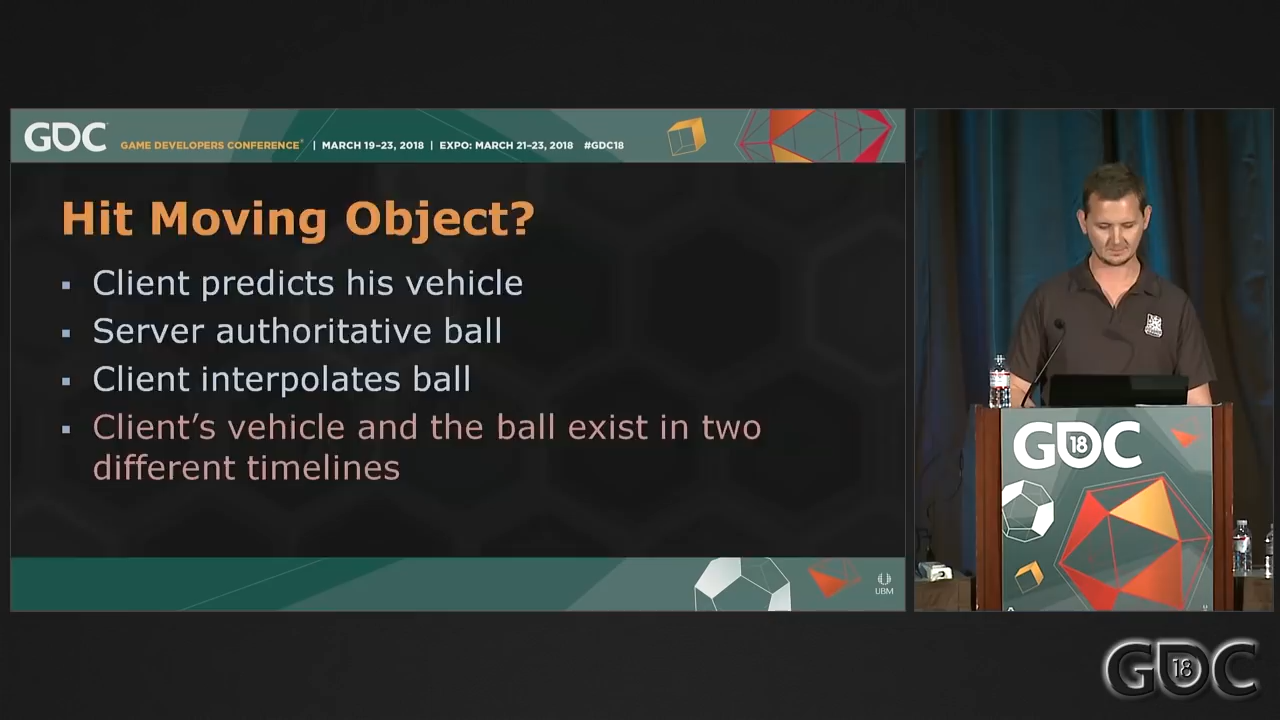 GDC GAME DEVELOPERS CONFERENCE® | MARCH 19–23, 2018 | EXPO: MARCH 21–23, 2018 #GDC18
Hit Moving Object?
▪ Client predicts his vehicle
▪ Server authoritative ball
▪ Client interpolates ball
▪ Client’s vehicle and the ball exist in two
different timelines
UBM
GDC 18
GDC 18